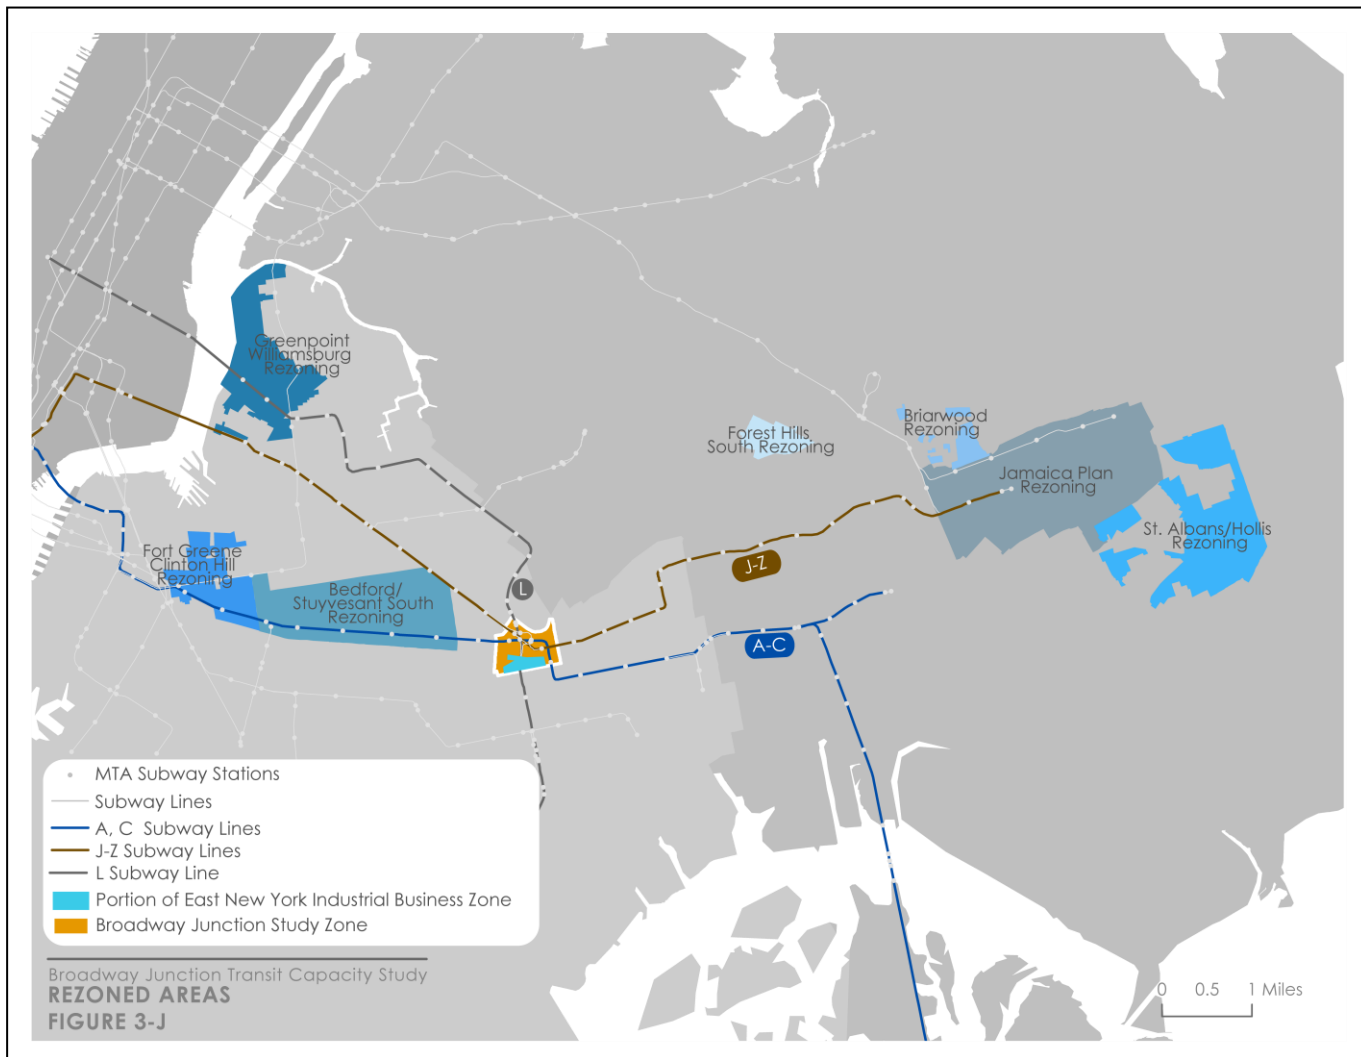 Greenpoint
Williamsburg
Rezoning
Forest Hills
South Rezoning
Briarwood
Rezoning
Jamaica Plan
Rezoning
St. Albans/Hollis
Rezoning
Fort Greene
Clinton Hill
Rezoning
Bedford/
Stuyvesant South
Rezoning
L
J-Z
A-C
MTA Subway Stations
Subway Lines
A, C Subway Lines
J-Z Subway Lines
L Subway Line
Portion of East New York Industrial Business Zone
Broadway Junction Study Zone
Broadway Junction Transit Capacity Study
REZONED AREAS
FIGURE 3-J
0 0.5 1 Miles